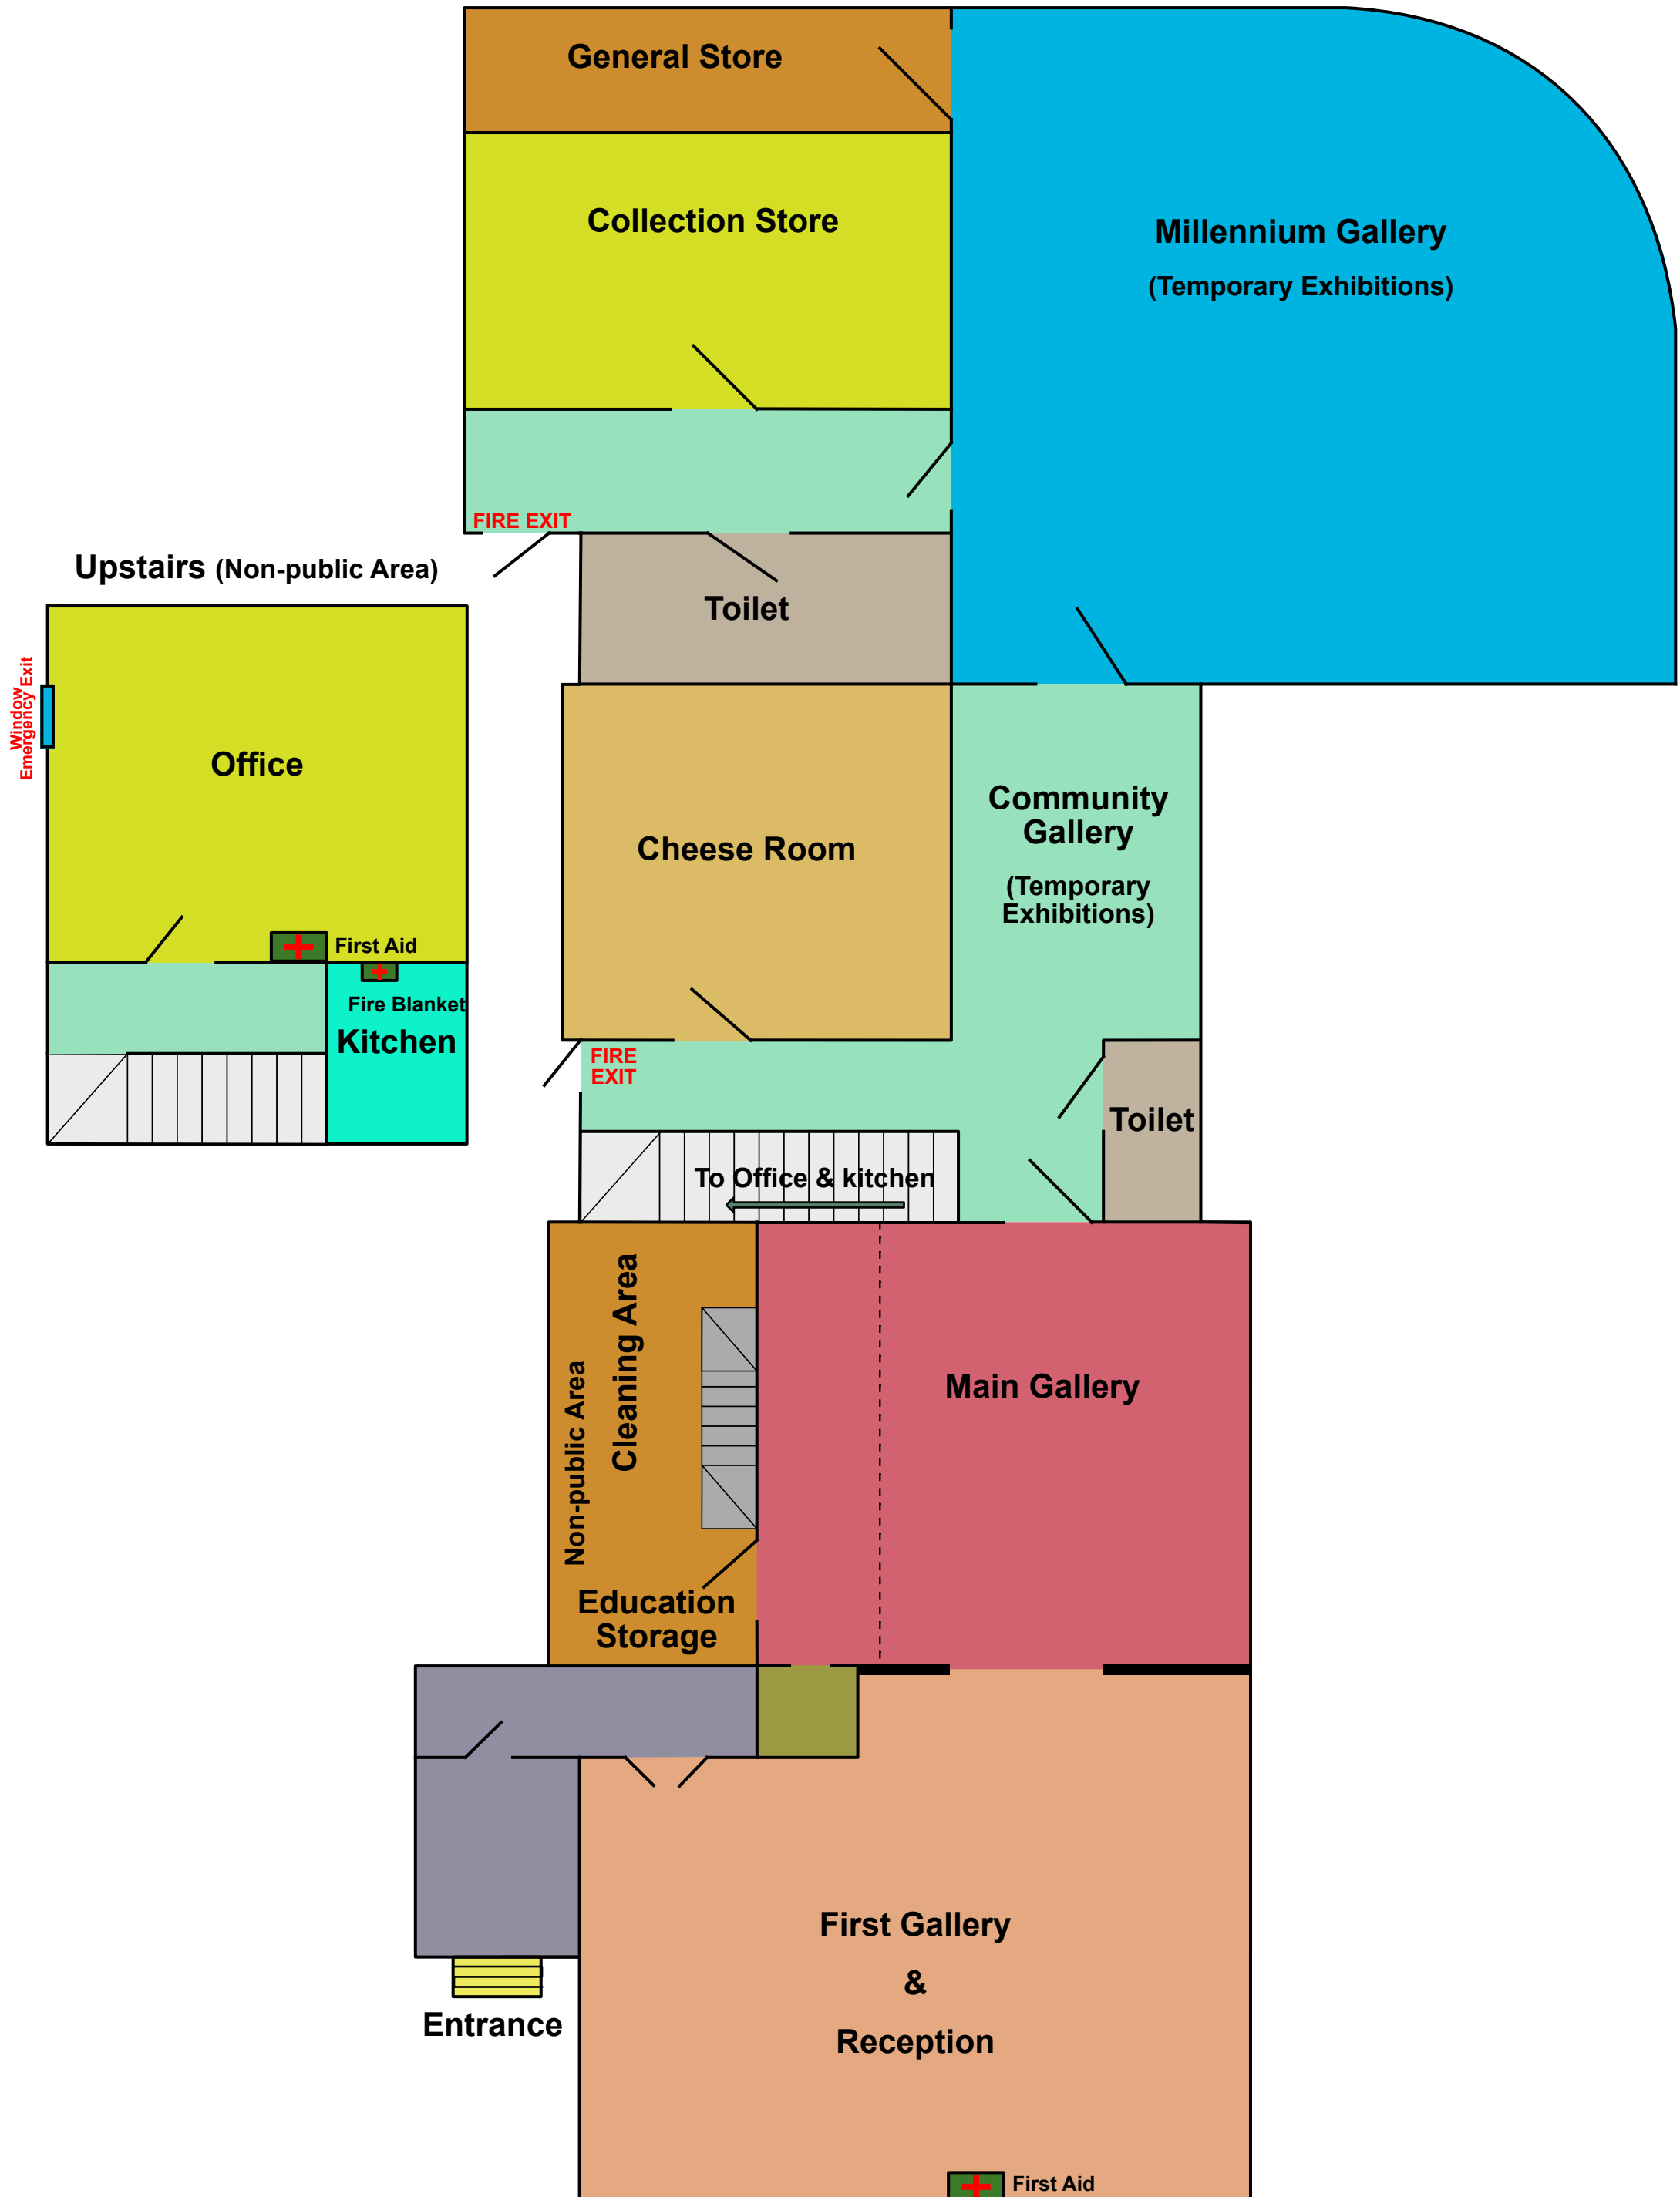 General Store
Collection Store
Millennium Gallery
(Temporary Exhibitions)
FIRE EXIT
Upstairs (Non-public Area)
Toilet
Window
Emergency Exit
Office
Community
Gallery
(Temporary
Exhibitions)
Cheese Room
First Aid
Fire Blanket
Kitchen
FIRE
EXIT
Toilet
To Office & kitchen
Cleaning Area
Non-public Area
Main Gallery
Education
Storage
First Gallery
&
Reception
Entrance
First Aid